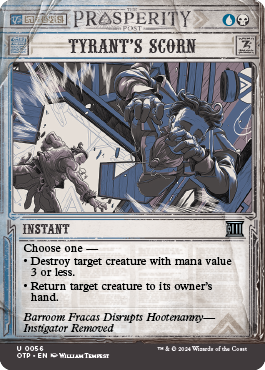 THE
PROSPERITY
POST
TYRANT'S SCORN
INSTANT
Choose one —
• Destroy target creature with mana value
3 or less.
• Return target creature to its owner's
hand.
Barroom Fracas Disrupts Hootenanny—
Instigator Removed
U 0056
OTP • EN WILLIAM TEMPEST
™ & © 2024 Wizards of the Coast